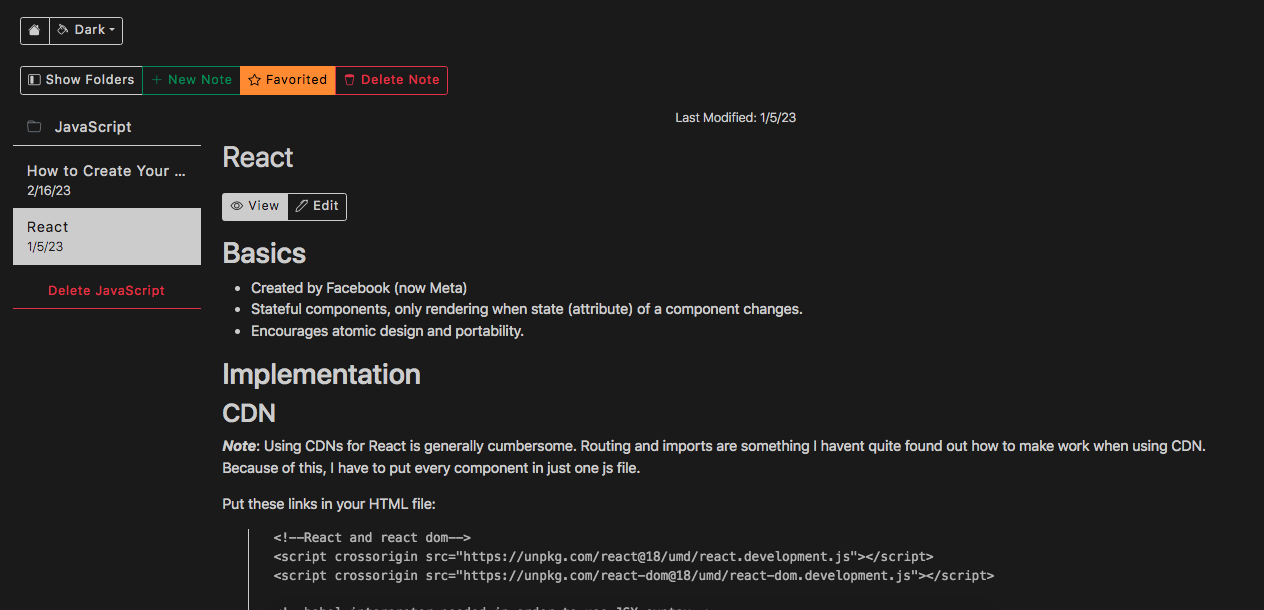 Dark
Show Folders + New Note Favorited Delete Note
JavaScript
Last Modified: 1/5/23
How to Create Your ...
2/16/23
React
1/5/23
Delete JavaScript
React
View Edit
Basics
• Created by Facebook (now Meta)
• Stateful components, only rendering when state (attribute) of a component changes.
• Encourages atomic design and portability.
Implementation
CDN
Note: Using CDNs for React is generally cumbersome. Routing and imports are something I havent quite found out how to make work when using CDN.
Because of this, I have to put every component in just one js file.
Put these links in your HTML file:
<!--React and react dom-->
<script crossorigin src="https://unpkg.com/react@18/umd/react.development.js"></script>
<script crossorigin src="https://unpkg.com/react-dom@18/umd/react-dom.development.js"></script>